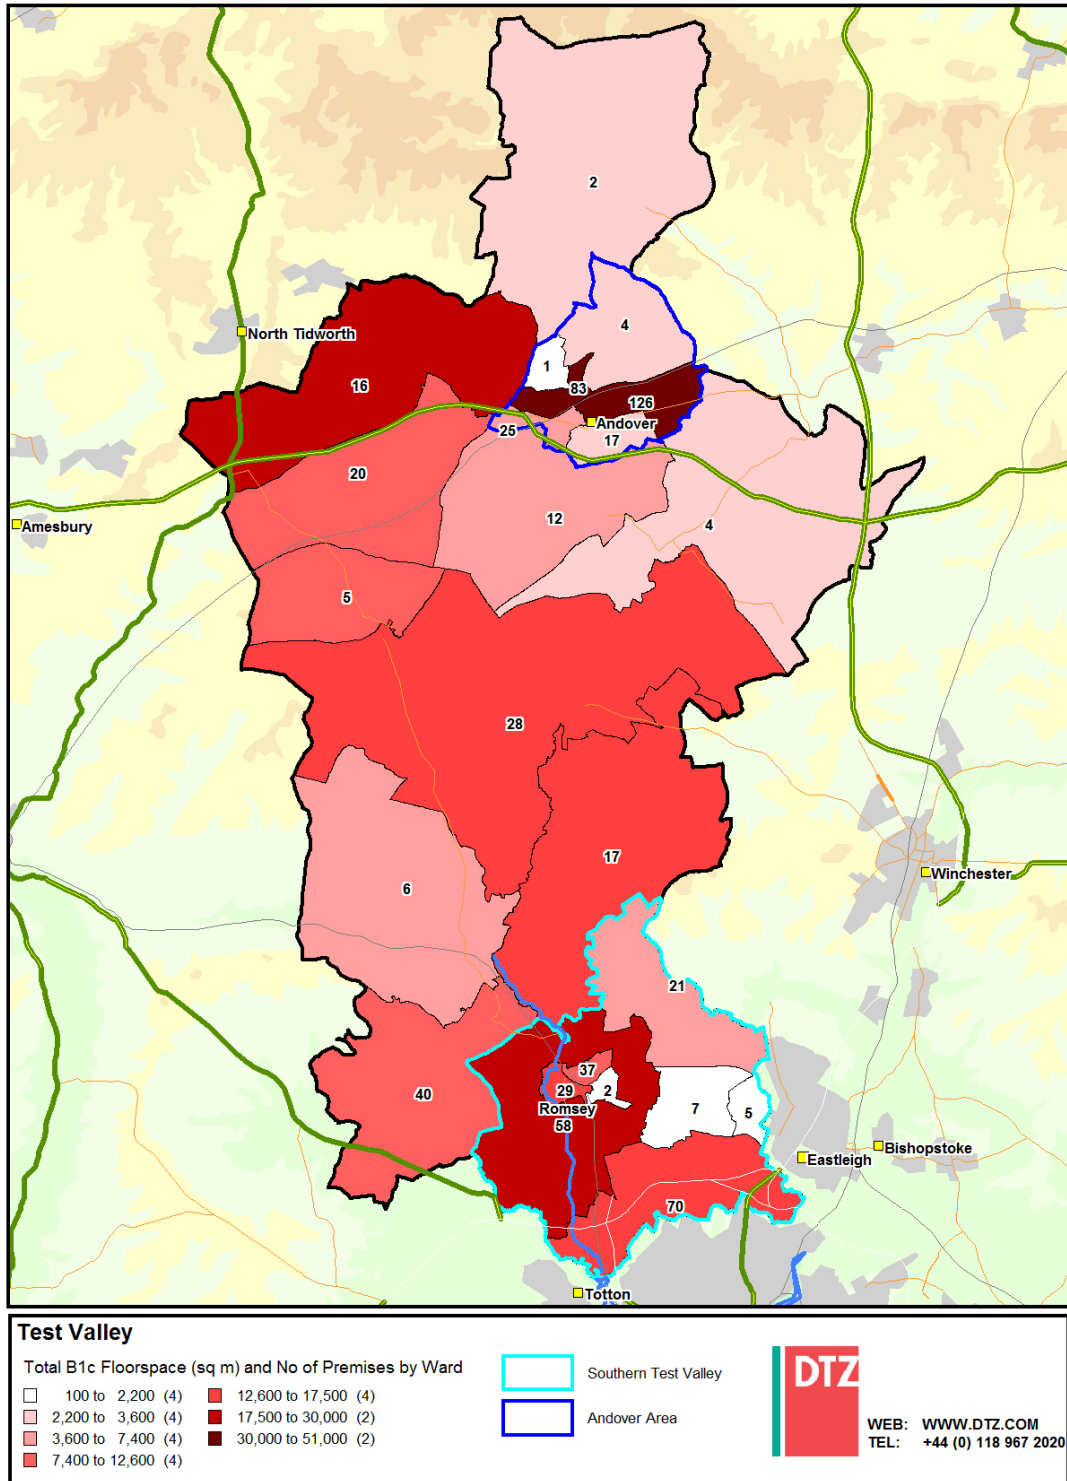 2
4
North Tidworth
1
16
83
126
Andover
25
17
20
12
4
Amesbury
5
28
17
6
Winchester
21
37
40
29
2
7
5
Romsey
58
Bishopstoke
Eastleigh
70
Totton
Test Valley
Total B1c Floorspace (sq m) and No of Premises by Ward
100 to 2,200 (4)
2,200 to 3,600 (4)
3,600 to 7,400 (4)
7,400 to 12,600 (4)
12,600 to 17,500 (4)
17,500 to 30,000 (2)
30,000 to 51,000 (2)
Southern Test Valley
Andover Area
DTZ
WEB: WWW.DTZ.COM
TEL: +44 (0) 118 967 2020